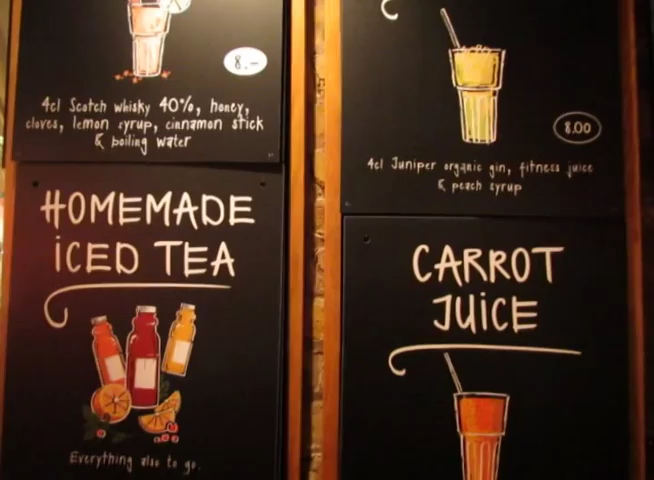 8.-
4cl Scotch whisky 40%, honey,
cloves, lemon syrup, cinnamon stick
& boiling water
HOMEMADE
iCED TEA
Everything also to go.
8.00
4cl Juniper organic gin, fitness juice
& peach syrup
CARROT
JUiCE